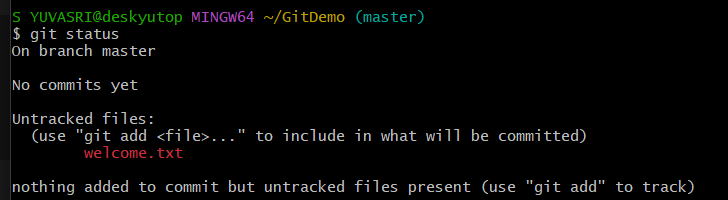 S YUVASRI@deskyutop MINGW64 ~/GitDemo (master)
$ git status
On branch master
No commits yet
Untracked files:
(use "git add <file>..." to include in what will be committed)
welcome.txt
nothing added to commit but untracked files present (use "git add" to track)